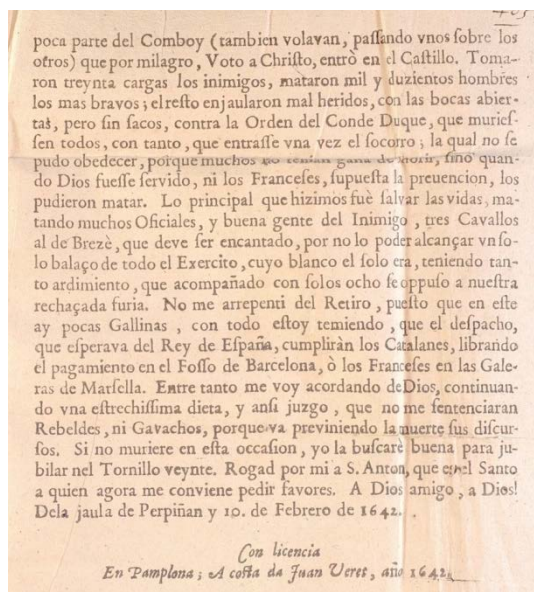 poca parte del Comboy (tambien volavan, paſſando vnos ſobre los
otros) que por milagro, Voto a Chriſto, entrò en el Caſtillo. Toma-
ron treynta cargas los inimigos, mataron mil y duzientos hombres
los mas bravos; el reſto enjaularon mal heridos, con las bocas abier-
tas, pero ſin ſacos, contra la Orden del Conde Duque, que murieſ-
ſen todos, con tanto, que entraſſe vna vez el ſocorro; la qual no ſe
pudo obedecer, porque muchos no tenian gana de morir, ſino quan-
do Dios fueſſe ſervido, ni los Franceſes, ſupueſta la preuencion, los
pudieron matar. Lo principal que hizimos fuè ſalvar las vidas, ma-
tando muchos Oficiales, y buena gente del Inimigo, tres Cavallos
al de Brezè, que deve ſer encantado, por no lo poder alcançar vn ſo-
lo balaço de todo el Exercito, cuyo blanco el ſolo era, teniendo tan-
to ardimiento, que acompañado con ſolos ocho ſe oppuſo a nueſtra
rechaçada furia. No me arrepenti del Retiro, pueſto que en eſte
ay pocas Gallinas, con todo eſtoy temiendo, que el deſpacho,
que eſperava del Rey de Eſpaña, cumpliràn los Catalanes, librando
el pagamiento en el Foſſo de Barcelona, ò los Franceſes en las Gale-
ras de Marſella. Entre tanto me voy acordando de Dios, continuan-
do vna eſtrechiſſima dieta, y anſi juzgo, que no me ſentenciaran
Rebeldes, ni Gavachos, porque va previniendo la muerte ſus diſcur-
ſos. Si no muriere en eſta occaſion, yo la buſcarè buena para ju-
bilar nel Tornillo veynte. Rogad por mi a S. Anton, que es el Santo
a quien agora me conviene pedir favores. A Dios amigo, a Dios!
Dela jaula de Perpiñan y 10. de Febrero de 1642.
Con licencia
En Pamplona; A coſta da Juan Veret, año 1642.